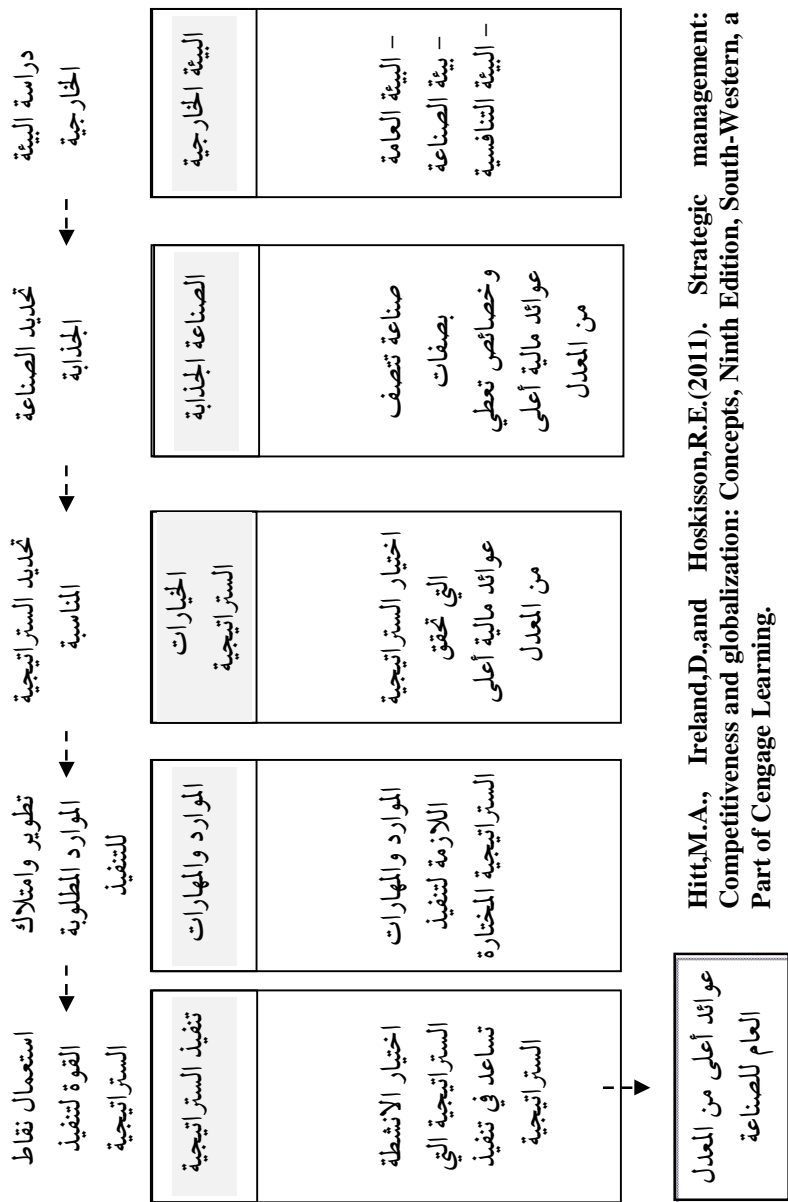 دراسة البيئة
الخارجية
البيئة الخارجية
– البيئة العامة
– بيئة الصناعة
– البيئة التنافسية
تحديد الصناعة
الجذابة
الصناعة الجذابة
صناعة تتصف
بصفات
وخصائص تعطي
عوائد مالية أعلى
من المعدل
تحديد الستراتيجية
المناسبة
الخيارات
الستراتيجية
اختيار الستراتيجية
التي تحقق
عوائد مالية أعلى
من المعدل
تطوير وامتلاك
الموارد المطلوبة
للتنفيذ
الموارد والمهارات
الموارد والمهارات
اللازمة لتنفيذ
الستراتيجية المختارة
استعمال نقاط
القوة لتنفيذ
الستراتيجية
تنفيذ الستراتيجية
اختيار الانشطة
الستراتيجية التي
تساعد في تنفيذ
الستراتيجية
عوائد أعلى من المعدل
العام للصناعة
Hitt,M.A., Ireland,D.,and Hoskisson,R.E.(2011). Strategic management:
Competitiveness and globalization: Concepts, Ninth Edition, South-Western, a
Part of Cengage Learning.